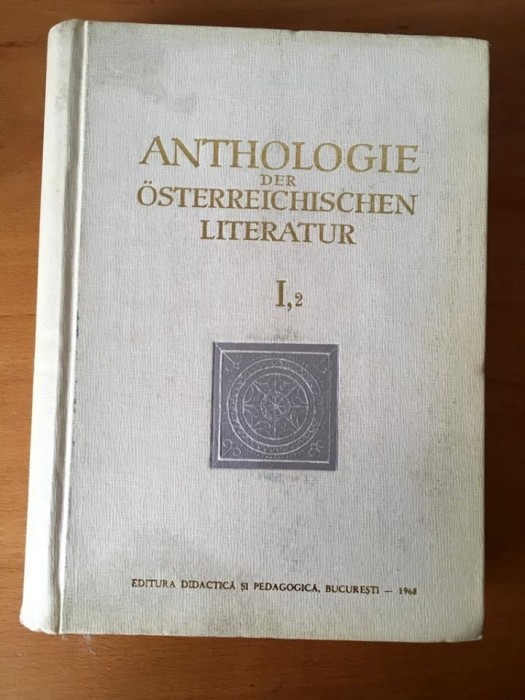 ANTHOLOGIE
DER
ÖSTERREICHISCHEN
LITERATUR
I,2
EDITURA DIDACTICĂ ȘI PEDAGOGICĂ, BUCUREȘTI — 1968